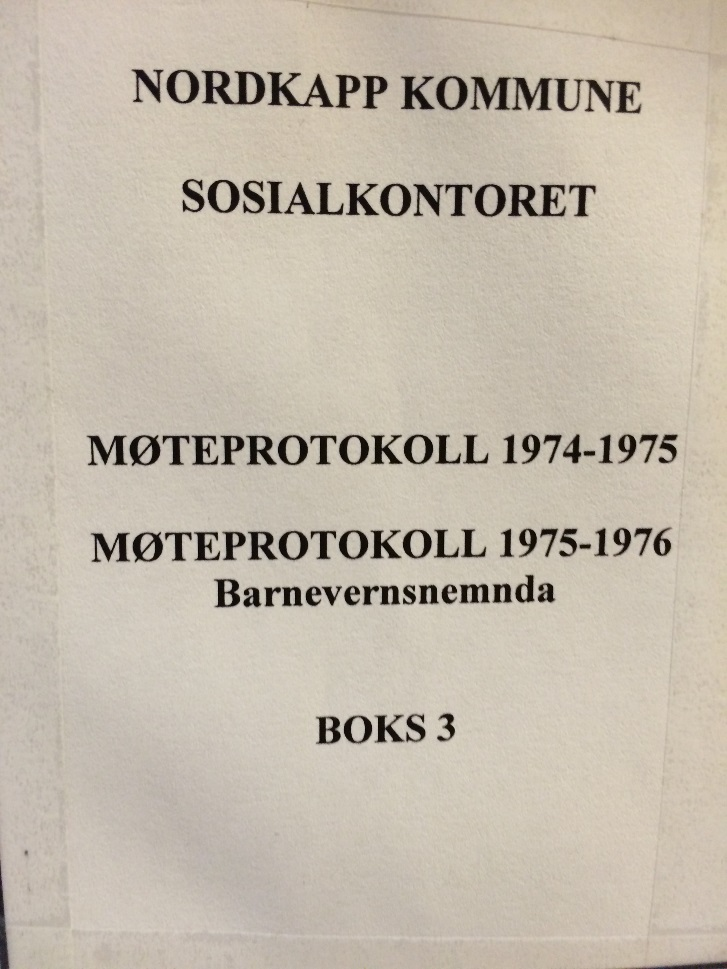 NORDKAPP KOMMUNE
SOSIALKONTORET
MØTEPROTOKOLL 1974-1975
MØTEPROTOKOLL 1975-1976
Barnevernsnemnda
BOKS 3